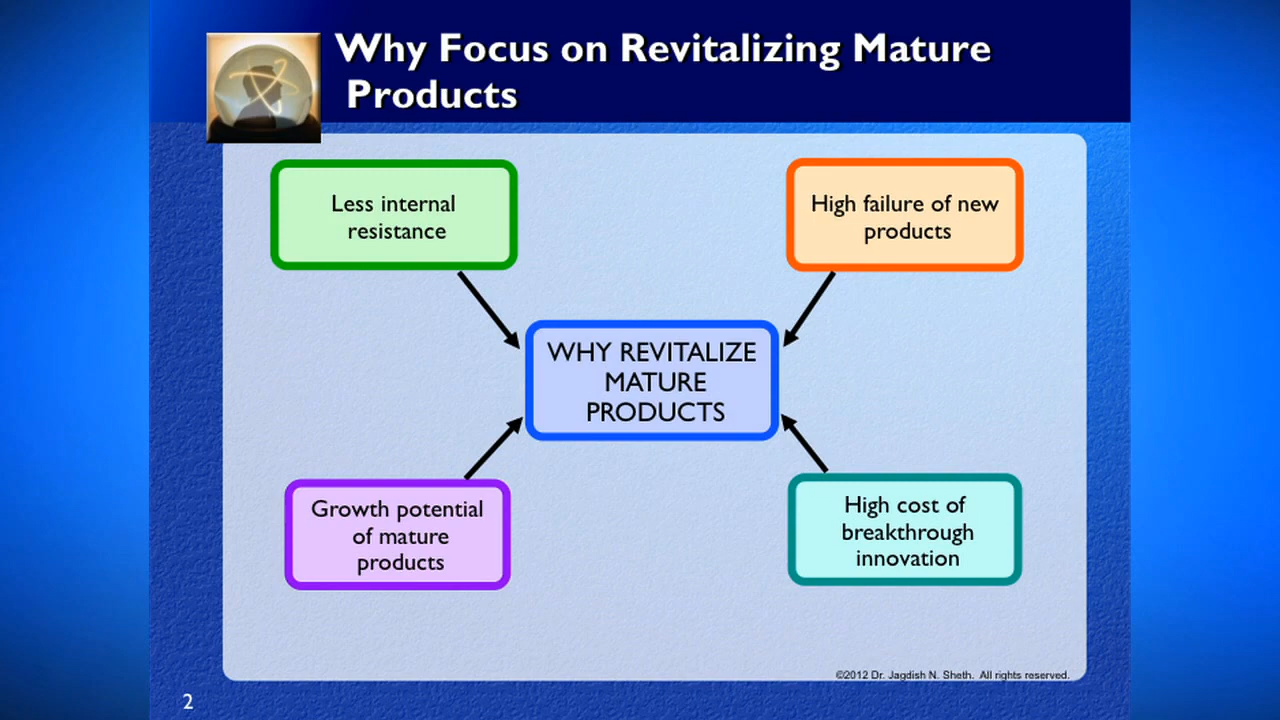 Why Focus on Revitalizing Mature
Products
Less internal
resistance
High failure of new
products
WHY REVITALIZE
MATURE
PRODUCTS
Growth potential
of mature
products
High cost of
breakthrough
innovation
©2012 Dr. Jagdish N. Sheth. All rights reserved.
2